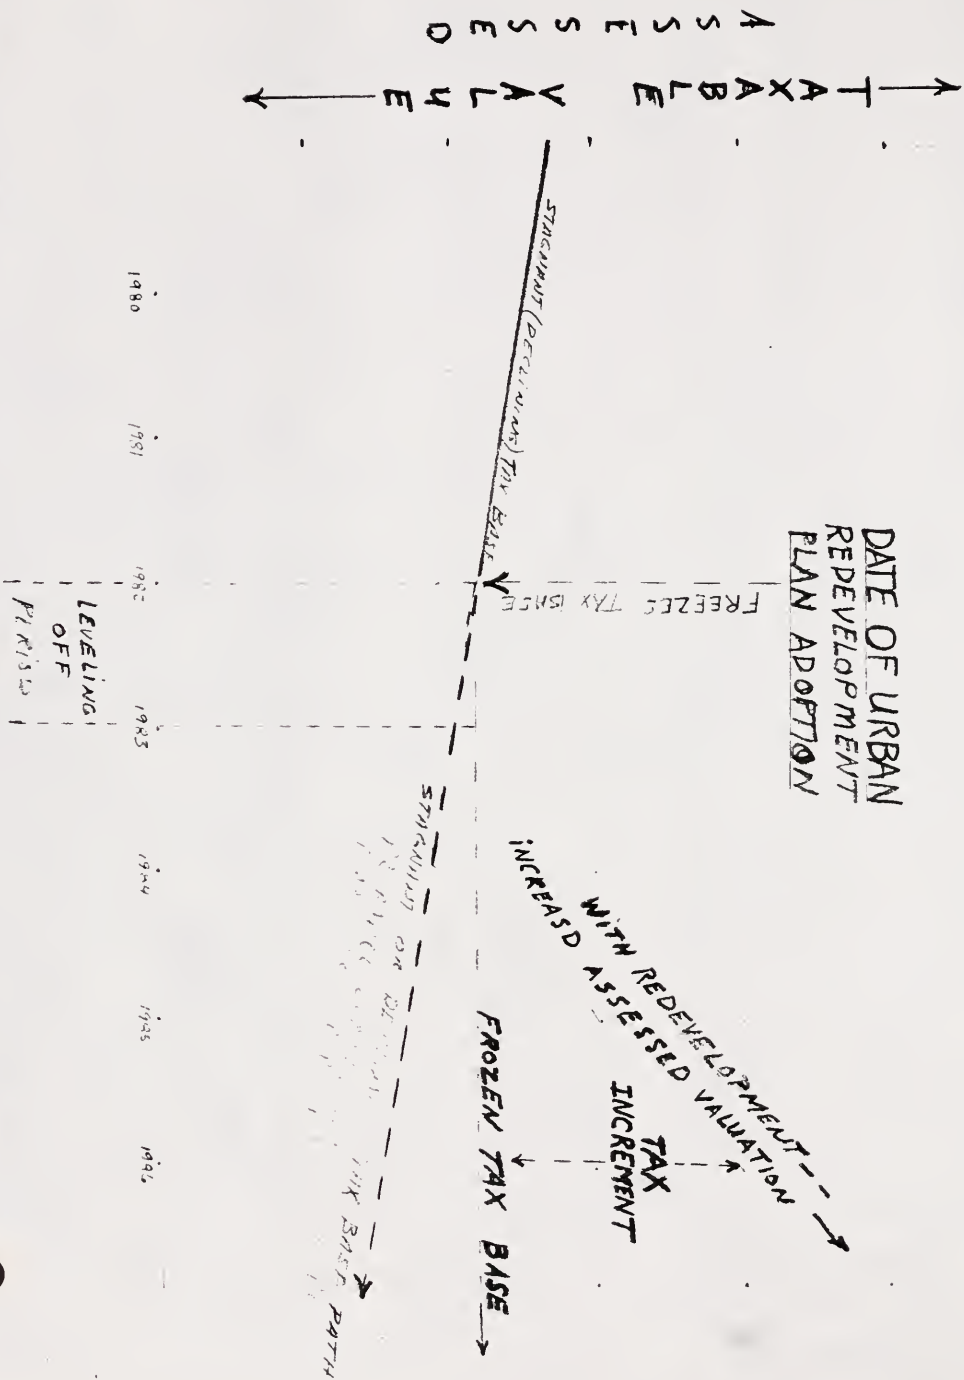 TAXABLE VALUE
ASSESSED
DATE OF URBAN
REDEVELOPMENT
PLAN ADOPTION
FREEZES TAX BASE
STAGNANT (DECLINING) TAX BASE
WITH REDEVELOPMENT
INCREASD ASSESSED VALUATION
TAX
INCREMENT
FROZEN TAX BASE
STAGNANT OR
TAX BASE PATH
1980
1981
1982
1983
1984
1985
LEVELING
OFF